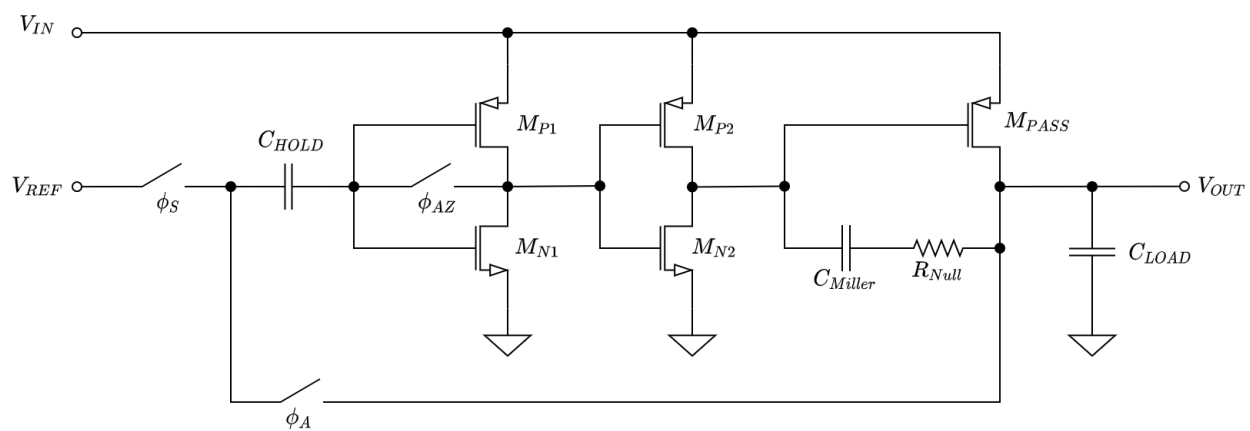 V_IN
C_HOLD
M_P1
M_P2
M_PASS
V_REF
ϕ_S
ϕ_AZ
V_OUT
M_N1
M_N2
C_Miller
R_Null
C_LOAD
ϕ_A